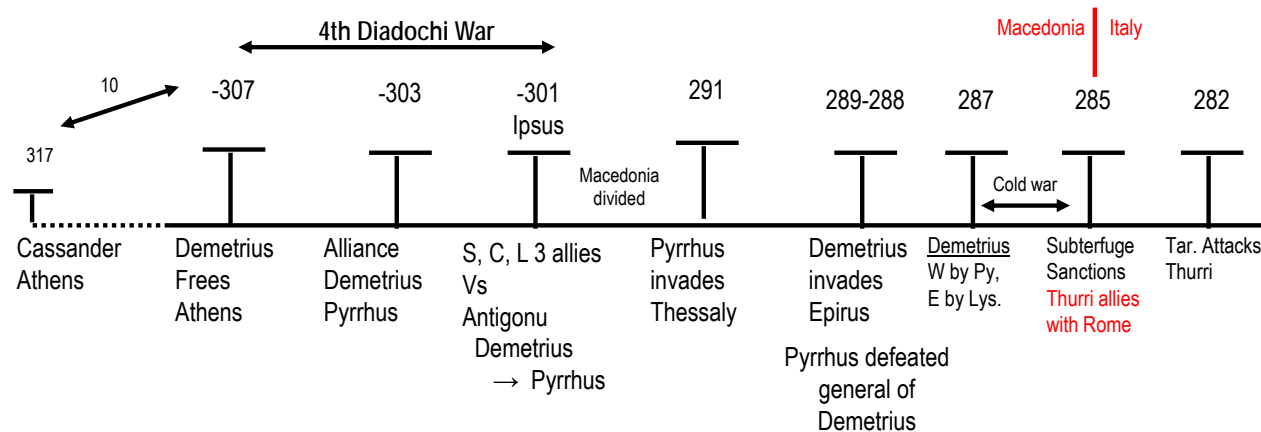 4th Diadochi War
Macedonia Italy
10
-307
-303
-301
Ipsus
291
289-288
287
285
282
317
Macedonia
divided
Cold war
Cassander
Athens
Demetrius
Frees
Athens
Alliance
Demetrius
Pyrrhus
S, C, L 3 allies
Vs
Antigonu
Demetrius
→ Pyrrhus
Pyrrhus
invades
Thessaly
Demetrius
invades
Epirus
Pyrrhus defeated
general of
Demetrius
Demetrius
W by Py,
E by Lys.
Subterfuge
Sanctions
Thurri allies
with Rome
Tar. Attacks
Thurri